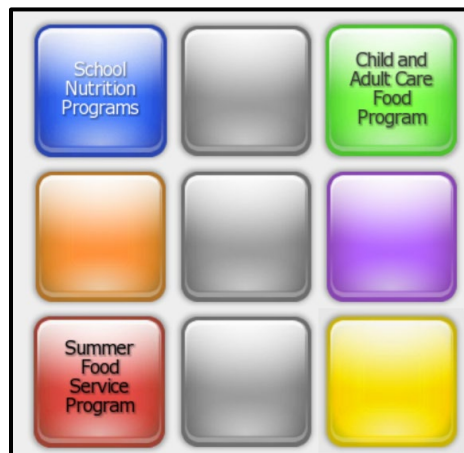 School
Nutrition
Programs
Child and
Adult Care
Food
Program
Summer
Food
Service
Program